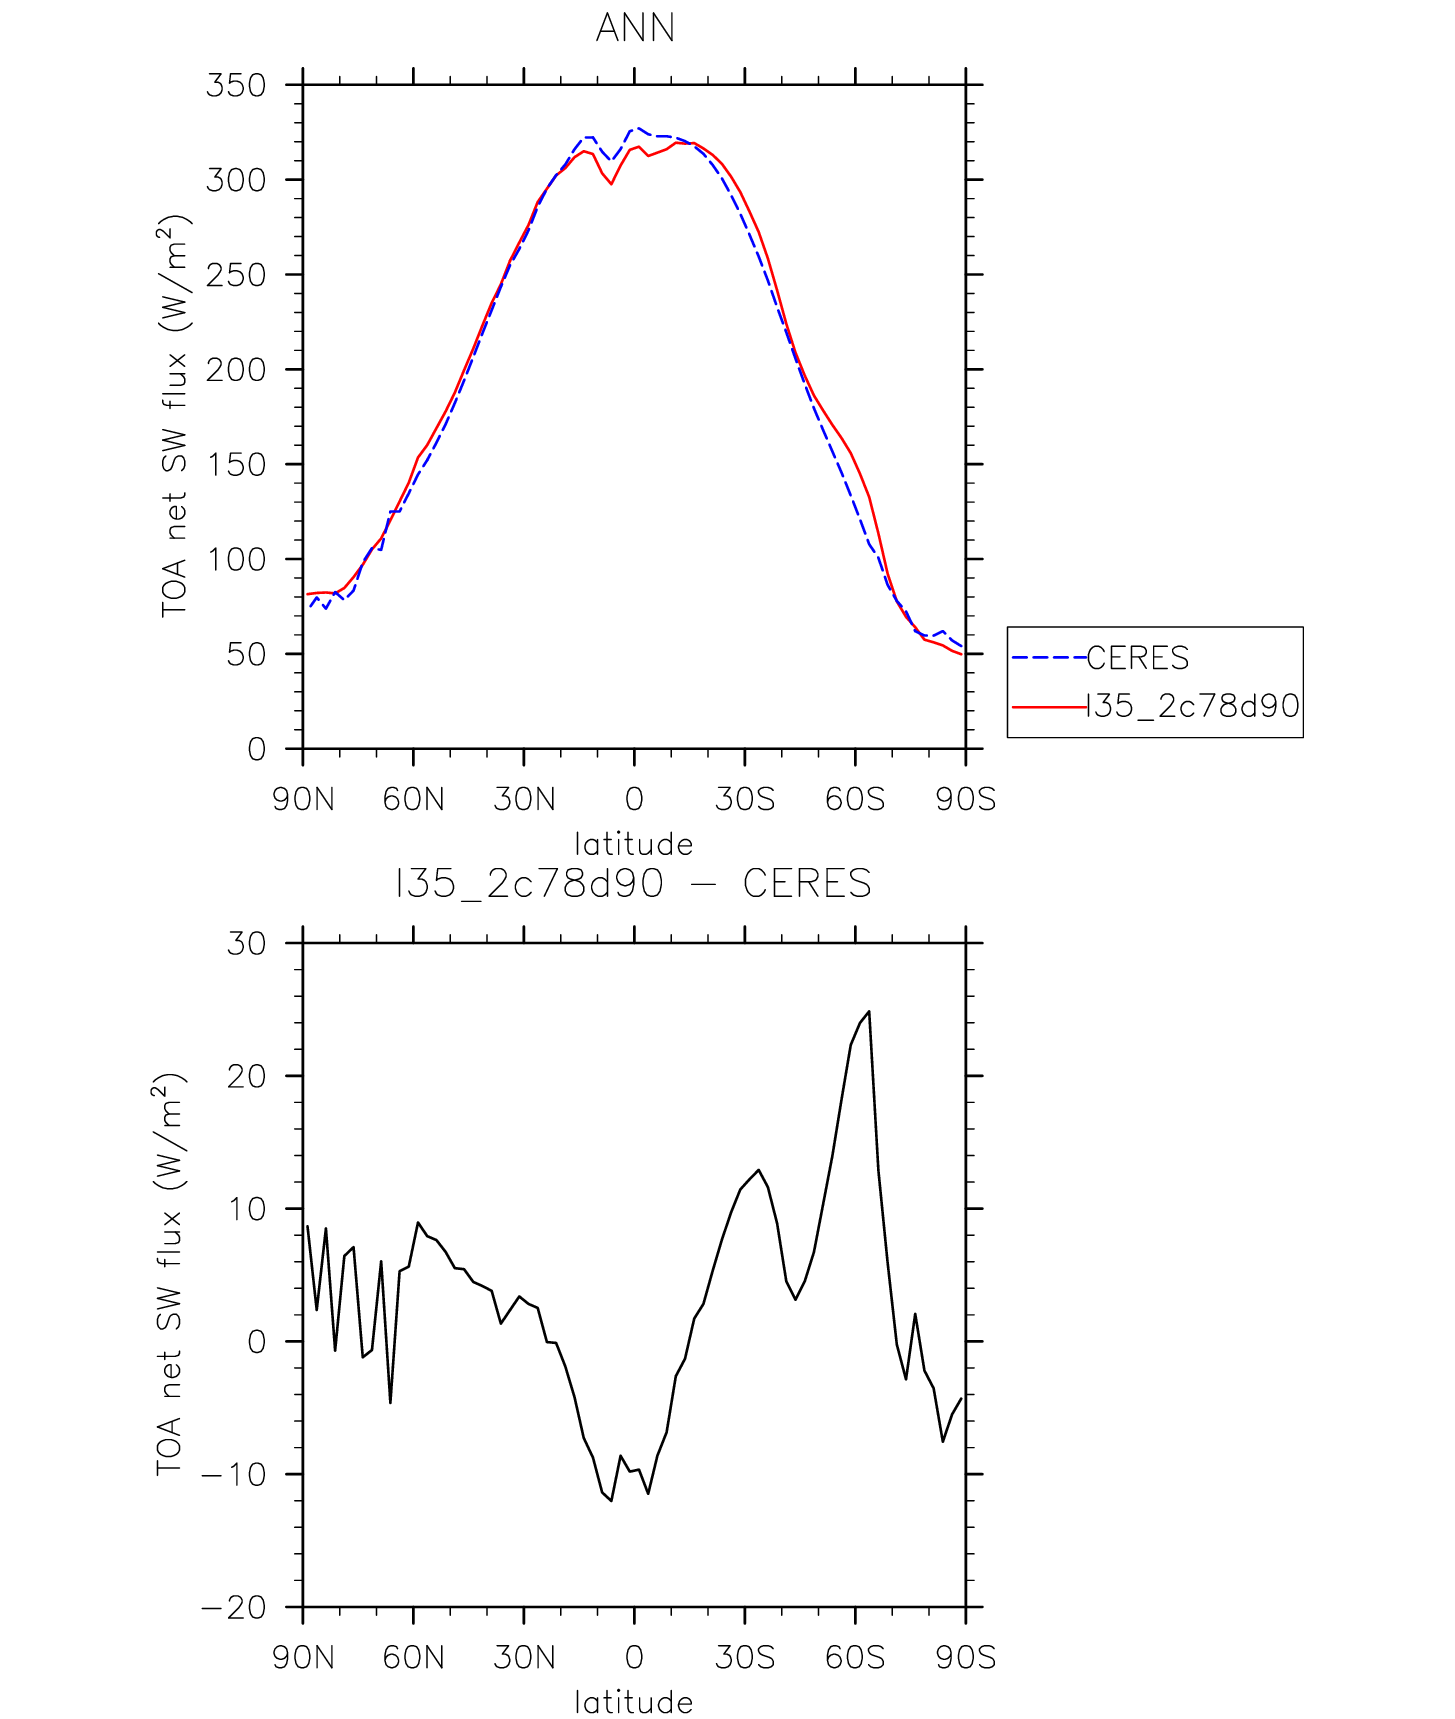 ANN
350
300
250
200
150
100
50
0
TOA net SW flux (W/m²)
90N 60N 30N 0 30S 60S 90S
latitude
CERES
I35_2c78d90
I35_2c78d90 − CERES
30
20
10
0
−10
−20
TOA net SW flux (W/m²)
90N 60N 30N 0 30S 60S 90S
latitude